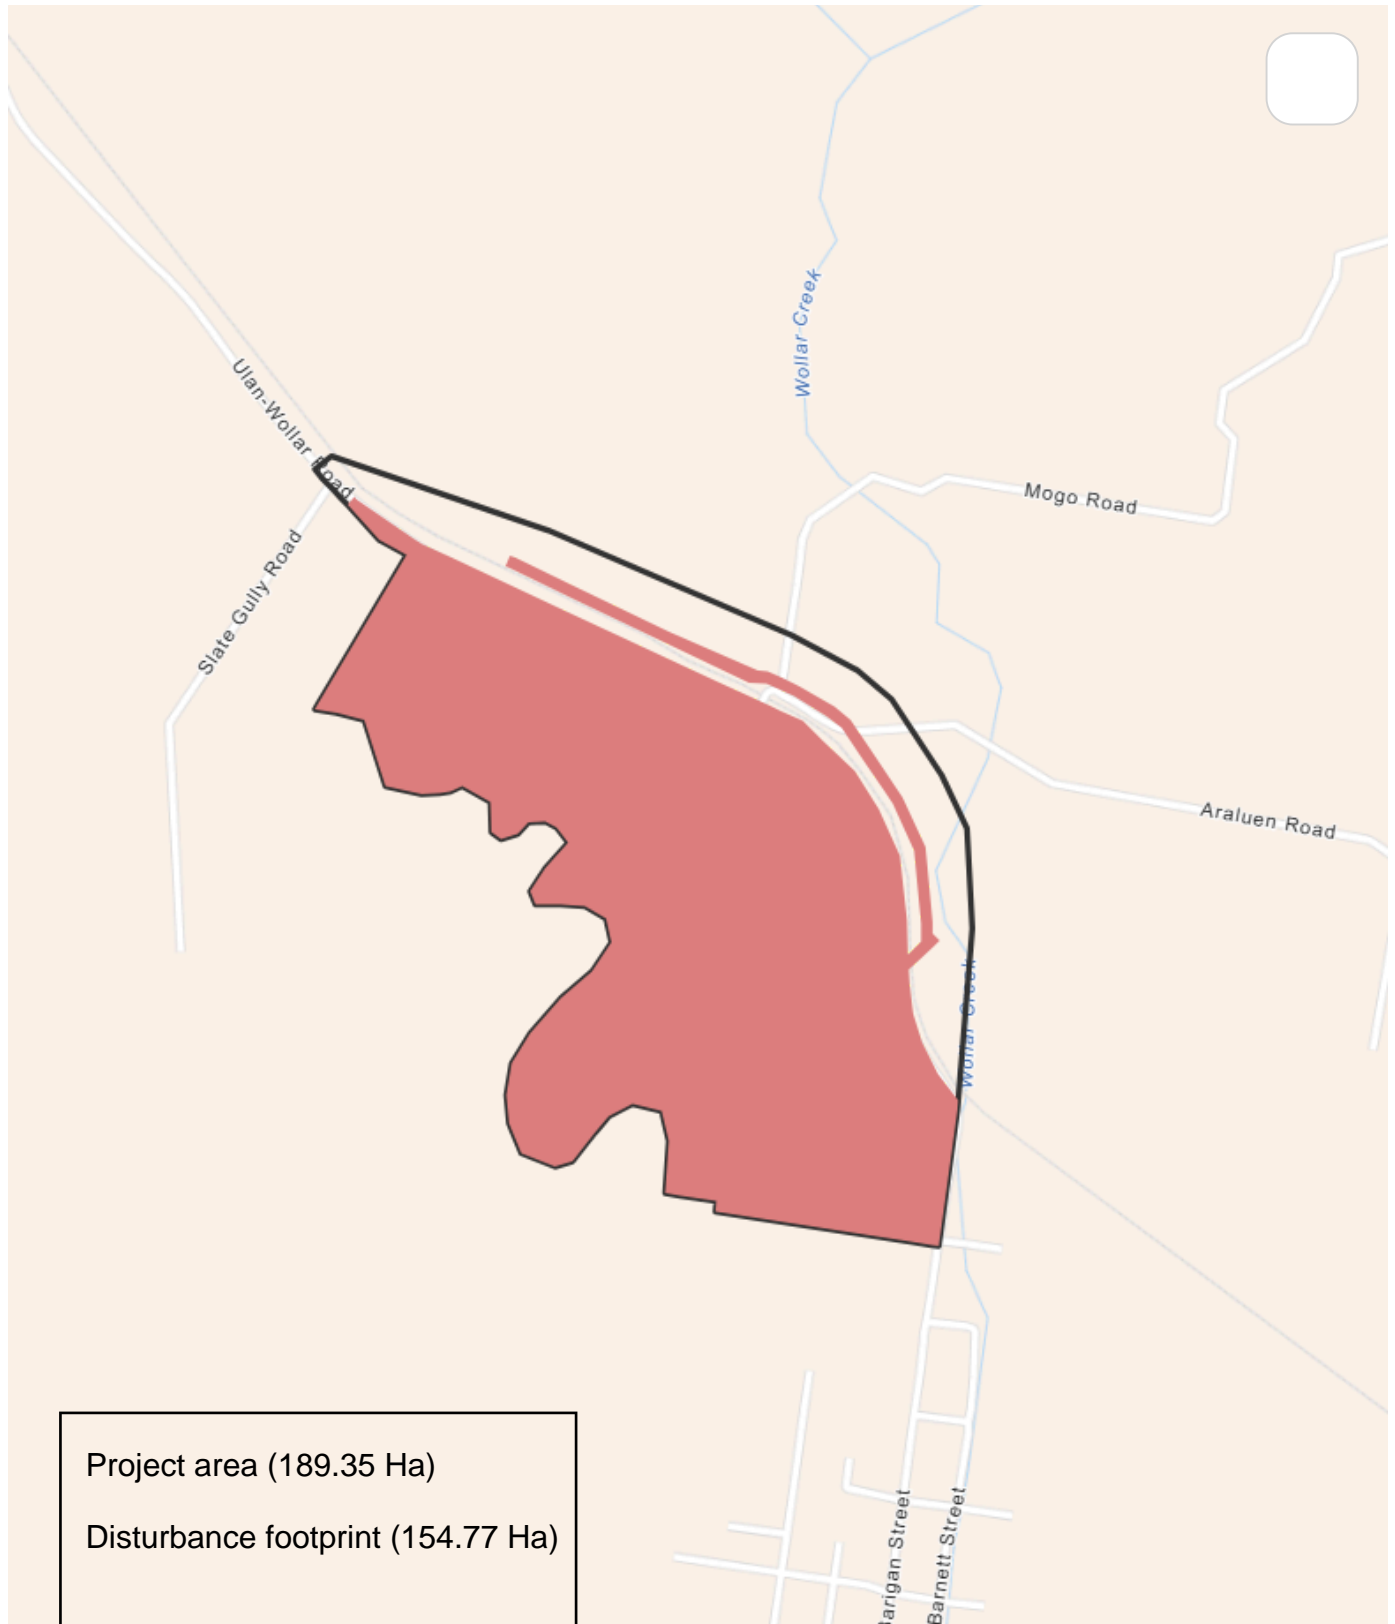 Wollar Creek
Ulan-Wollar Road
Mogo Road
Slate Gully Road
Araluen Road
Wollar Creek
Barnett Street
Project area (189.35 Ha)
Disturbance footprint (154.77 Ha)
Street